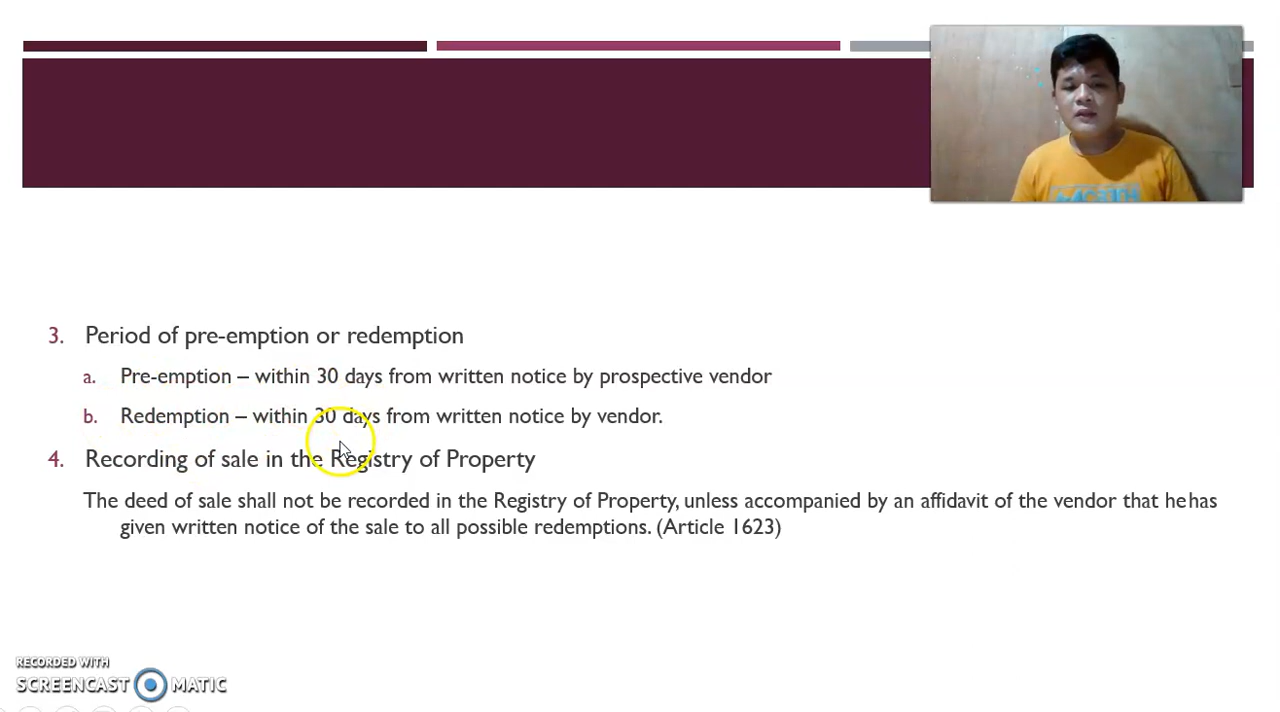 3. Period of pre-emption or redemption
a. Pre-emption – within 30 days from written notice by prospective vendor
b. Redemption – within 30 days from written notice by vendor.
4. Recording of sale in the Registry of Property
The deed of sale shall not be recorded in the Registry of Property, unless accompanied by an affidavit of the vendor that he has
given written notice of the sale to all possible redemptions. (Article 1623)
RECORDED WITH
SCREENCAST MATIC